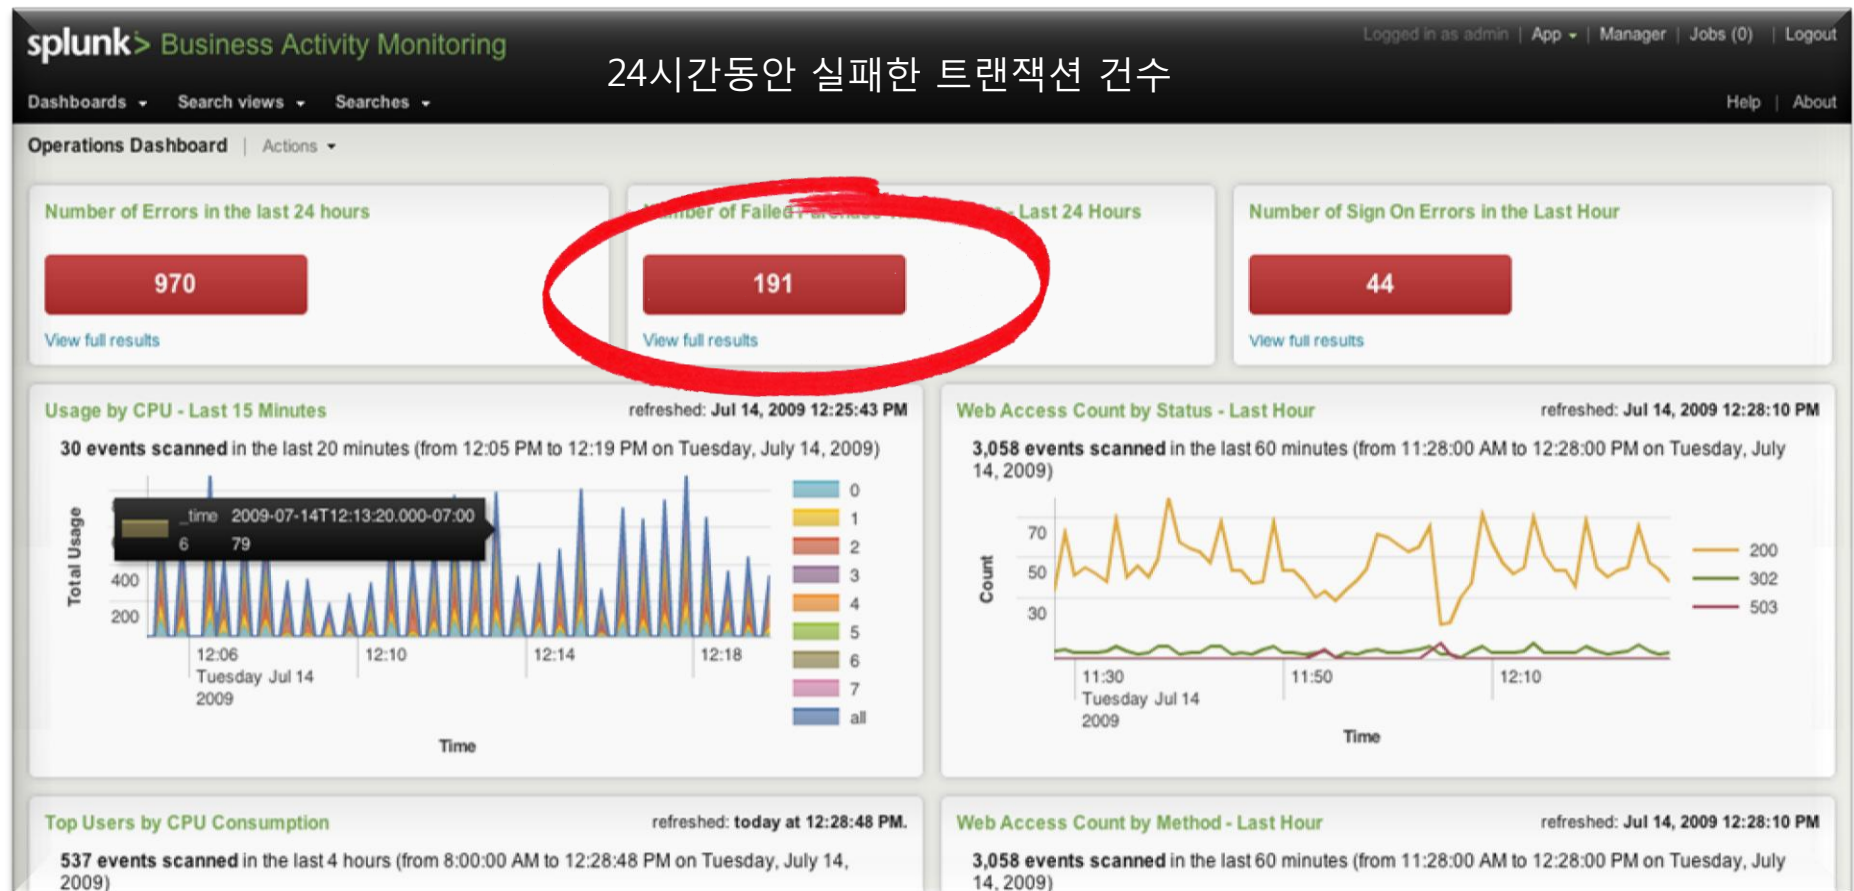 splunk> Business Activity Monitoring
Logged in as admin | App | Manager | Jobs (0) | Logout
24시간동안 실패한 트랜잭션 건수
Dashboards Search views Searches
Help | About
Operations Dashboard | Actions
Number of Errors in the last 24 hours
970
View full results
Number of Failed - Last 24 Hours
191
View full results
Number of Sign On Errors in the Last Hour
44
View full results
Usage by CPU - Last 15 Minutes
refreshed: Jul 14, 2009 12:25:43 PM
30 events scanned in the last 20 minutes (from 12:05 PM to 12:19 PM on Tuesday, July 14, 2009)
_time 2009-07-14T12:13:20.000-07:00
6 79
Total Usage
400
200
12:06
Tuesday Jul 14
2009
12:10
12:14
12:18
Time
0
1
2
3
4
5
6
7
all
Web Access Count by Status - Last Hour
refreshed: Jul 14, 2009 12:28:10 PM
3,058 events scanned in the last 60 minutes (from 11:28:00 AM to 12:28:00 PM on Tuesday, July
14, 2009)
Count
70
50
30
11:30
Tuesday Jul 14
2009
11:50
12:10
Time
200
302
503
Top Users by CPU Consumption
refreshed: today at 12:28:48 PM.
537 events scanned in the last 4 hours (from 8:00:00 AM to 12:28:48 PM on Tuesday, July 14,
2009)
Web Access Count by Method - Last Hour
refreshed: Jul 14, 2009 12:28:10 PM
3,058 events scanned in the last 60 minutes (from 11:28:00 AM to 12:28:00 PM on Tuesday, July
14, 2009)